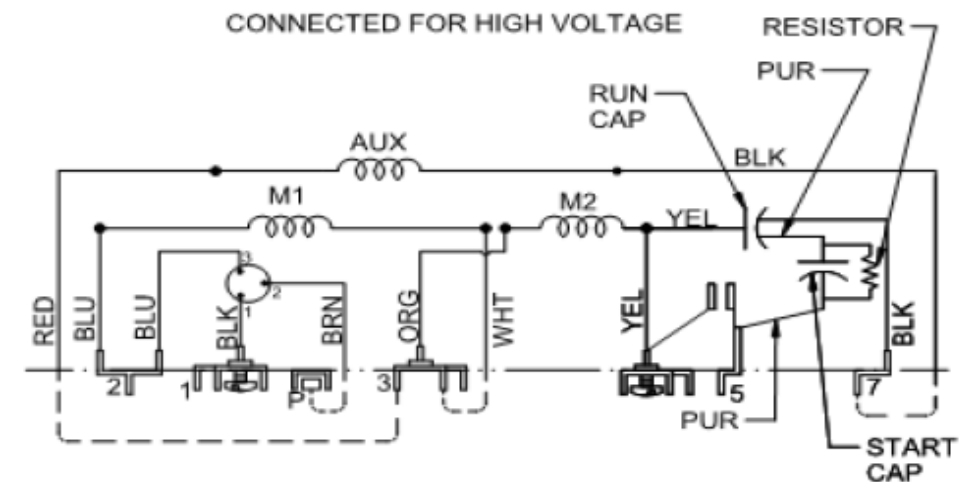 CONNECTED FOR HIGH VOLTAGE
RESISTOR
PUR
RUN
CAP
AUX
BLK
M1
M2
YEL
3
2
1
RED
BLU
BLU
BLK
BRN
ORG
WHT
YEL
BLK
2
1
P
3
5
7
PUR
START
CAP